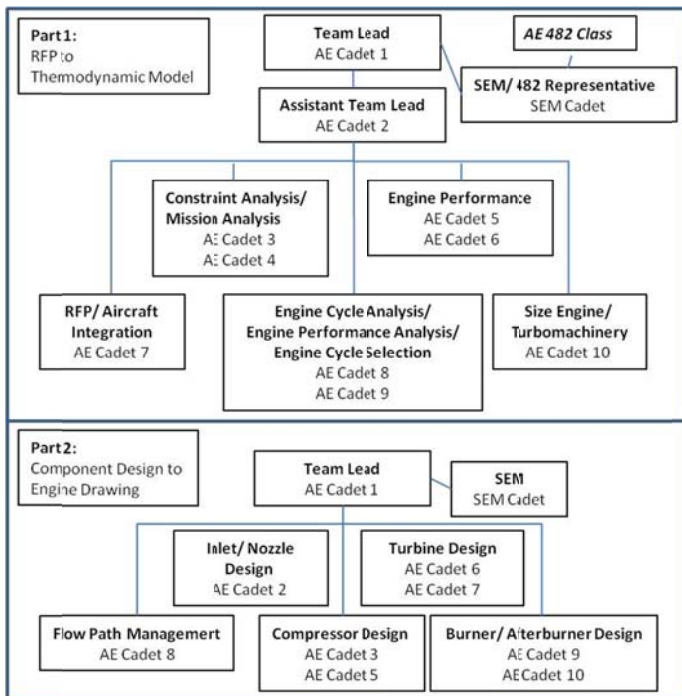 Part 1:
RFP to
Thermodynamic Model
Team Lead
AE Cadet 1
AE 482 Class
SEM/ 482 Representative
SEM Cadet
Assistant Team Lead
AE Cadet 2
Constraint Analysis/
Mission Analysis
AE Cadet 3
AE Cadet 4
Engine Performance
AE Cadet 5
AE Cadet 6
RFP/ Aircraft
Integration
AE Cadet 7
Engine Cycle Analysis/
Engine Performance Analysis/
Engine Cycle Selection
AE Cadet 8
AE Cadet 9
Size Engine/
Turbomachinery
AE Cadet 10
Part 2:
Component Design to
Engine Drawing
Team Lead
AE Cadet 1
SEM
SEM Cadet
Inlet/ Nozzle
Design
AE Cadet 2
Turbine Design
AE Cadet 6
AE Cadet 7
Flow Path Management
AE Cadet 8
Compressor Design
AE Cadet 3
AE Cadet 5
Burner/ Afterburner Design
AE Cadet 9
AE Cadet 10